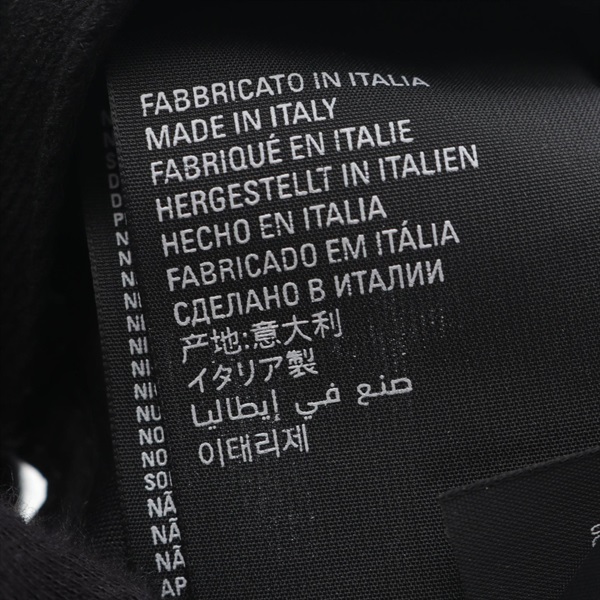 FABBRICATO IN ITALIA
MADE IN ITALY
FABRIQUÉ EN ITALIE
HERGESTELLT IN ITALIEN
HECHO EN ITALIA
FABRICADO EM ITÁLIA
СДЕЛАНО В ИТАЛИИ
产地:意大利
イタリア製
صنع في إيطاليا
이태리제